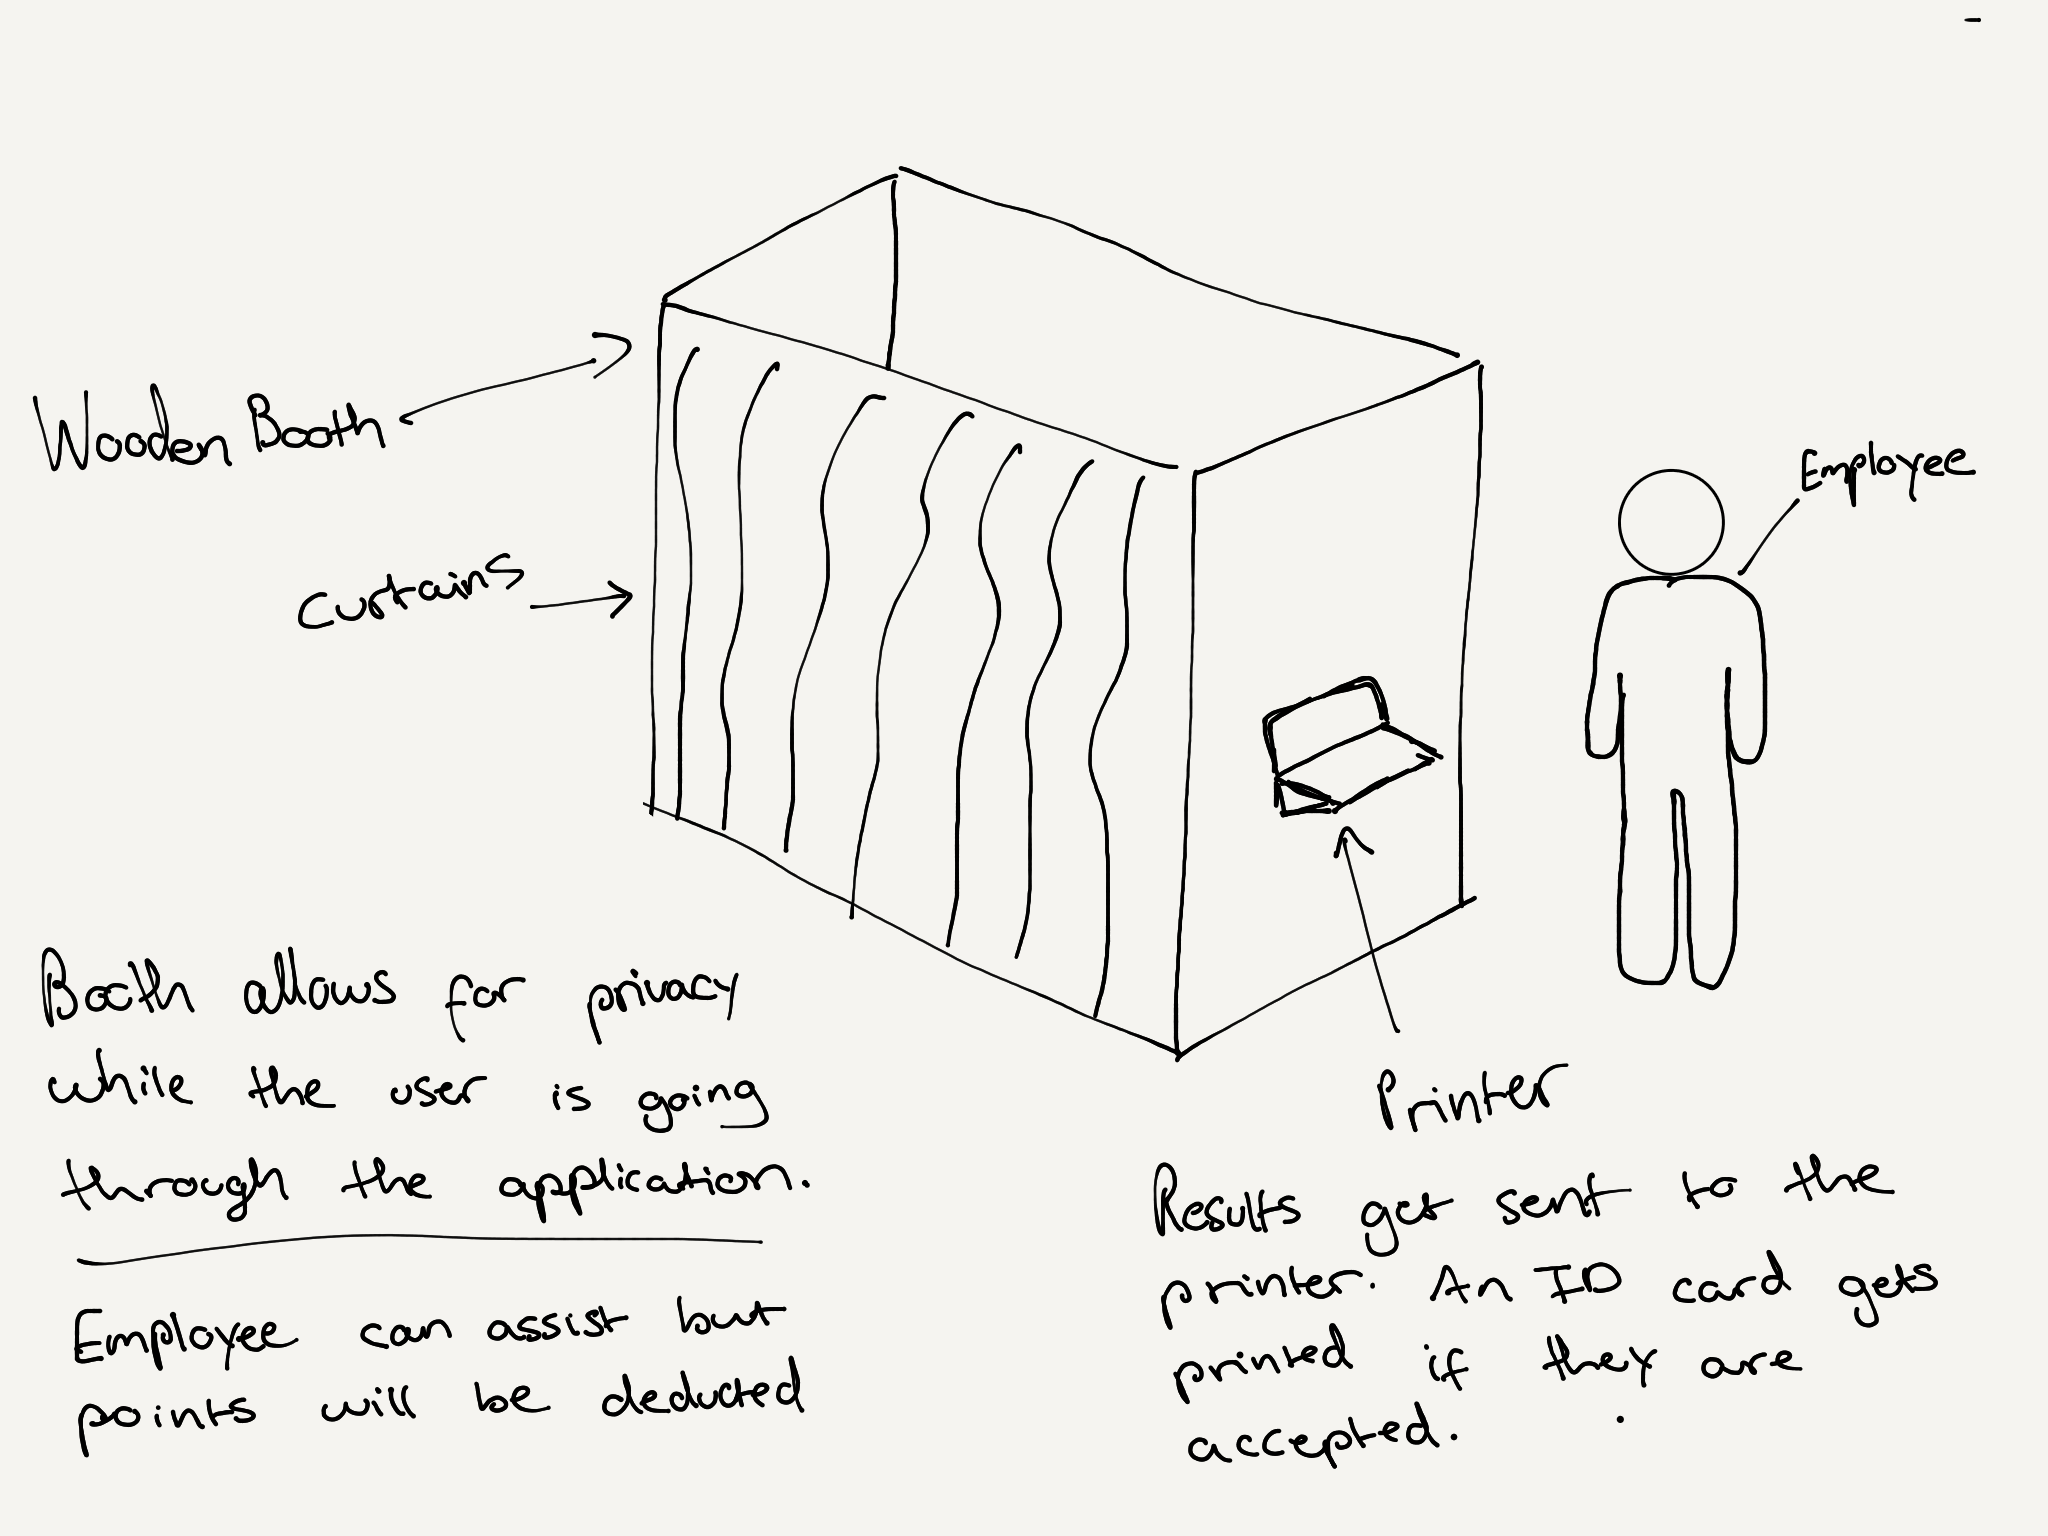 Wooden Booth
Employee
Curtains
Booth allows for privacy
while the user is going
through the application.
Employee can assist but
points will be deducted
Printer
Results get sent to the
printer. An ID card gets
printed if they are
accepted.